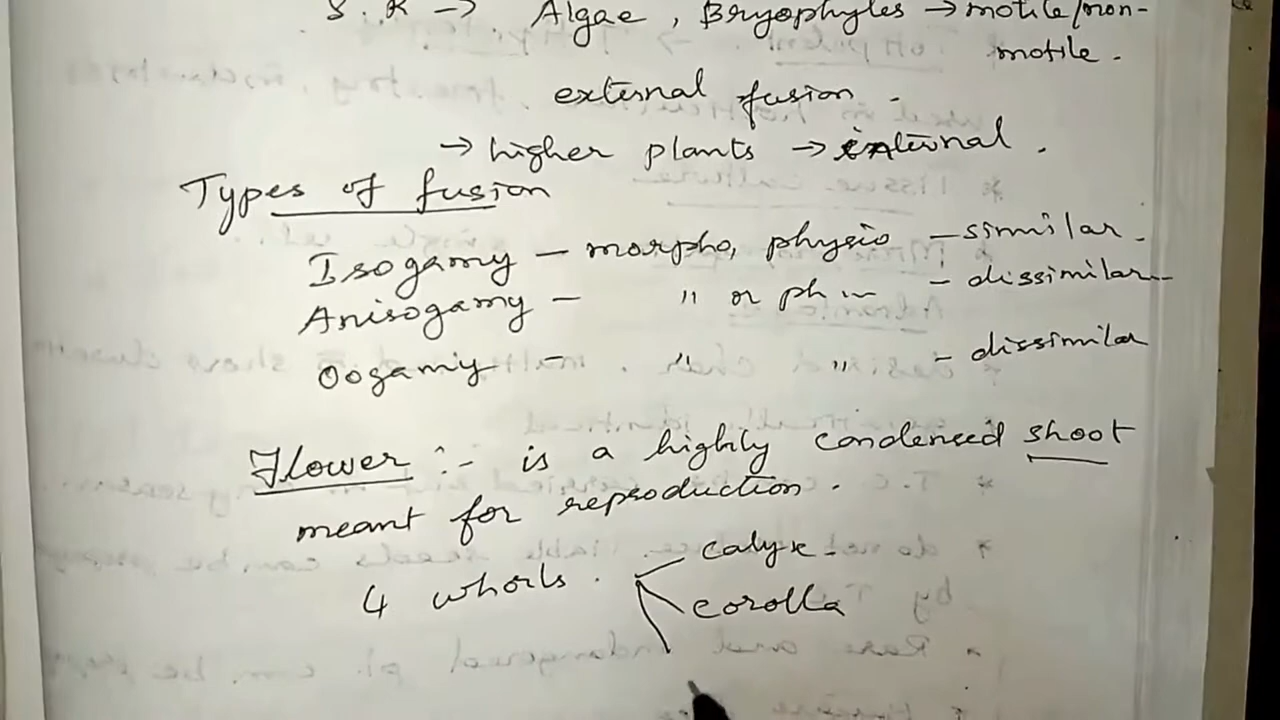 S.R → Algae, Bryophytes → motile/non-
motile.
external fusion.
→ higher plants → internal.
Types of fusion
Isogamy - morpho, physio - similar.
Anisogamy - " or ph " - dissimilar
Oogamy - " " - dissimilar
Flower :- is a highly condensed shoot
meant for reproduction.
4 whorls.
calyx
corolla